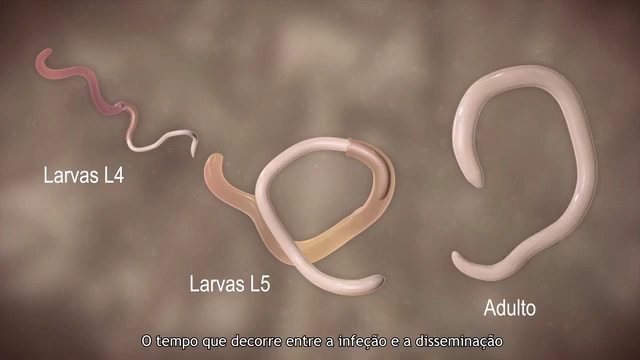 Larvas L4
Larvas L5
Adulto
O tempo que decorre entre a infeção e a disseminação